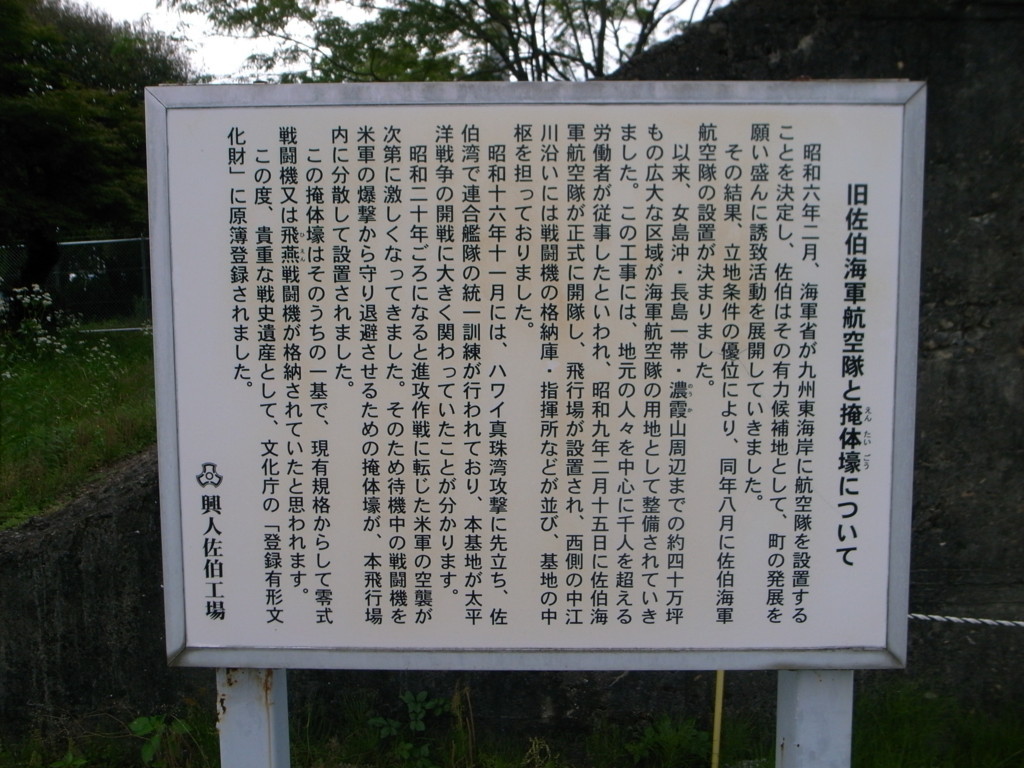 旧佐伯海軍航空隊と掩体壕について
えんたいごう
昭和六年二月、海軍省が九州東海岸に航空隊を設置する
ことを決定し、佐伯はその有力候補地として、町の発展を
願い盛んに誘致活動を展開していきました。
その結果、立地条件の優位により、同年八月に佐伯海軍
航空隊の設置が決まりました。
以来、女島沖・長島一帯・濃霞山周辺までの約四十万坪
のうか
もの広大な区域が海軍航空隊の用地として整備されていき
ました。この工事には、地元の人々を中心に千人を超える
労働者が従事したといわれ、昭和九年二月十五日に佐伯海
軍航空隊が正式に開隊し、飛行場が設置され、西側の中江
川沿いには戦闘機の格納庫・指揮所などが並び、基地の中
枢を担っておりました。
昭和十六年十一月には、ハワイ真珠湾攻撃に先立ち、佐
伯湾で連合艦隊の統一訓練が行われており、本基地が太平
洋戦争の開戦に大きく関わっていたことが分かります。
昭和二十年ごろになると進攻作戦に転じた米軍の空襲が
次第に激しくなってきました。そのため待機中の戦闘機を
米軍の爆撃から守り退避させるための掩体壕が、本飛行場
内に分散して設置されました。
この掩体壕はそのうちの一基で、現有規格からして零式
戦闘機又は飛燕戦闘機が格納されていたと思われます。
ひえん
この度、貴重な戦史遺産として、文化庁の「登録有形文
化財」に原簿登録されました。
興人佐伯工場